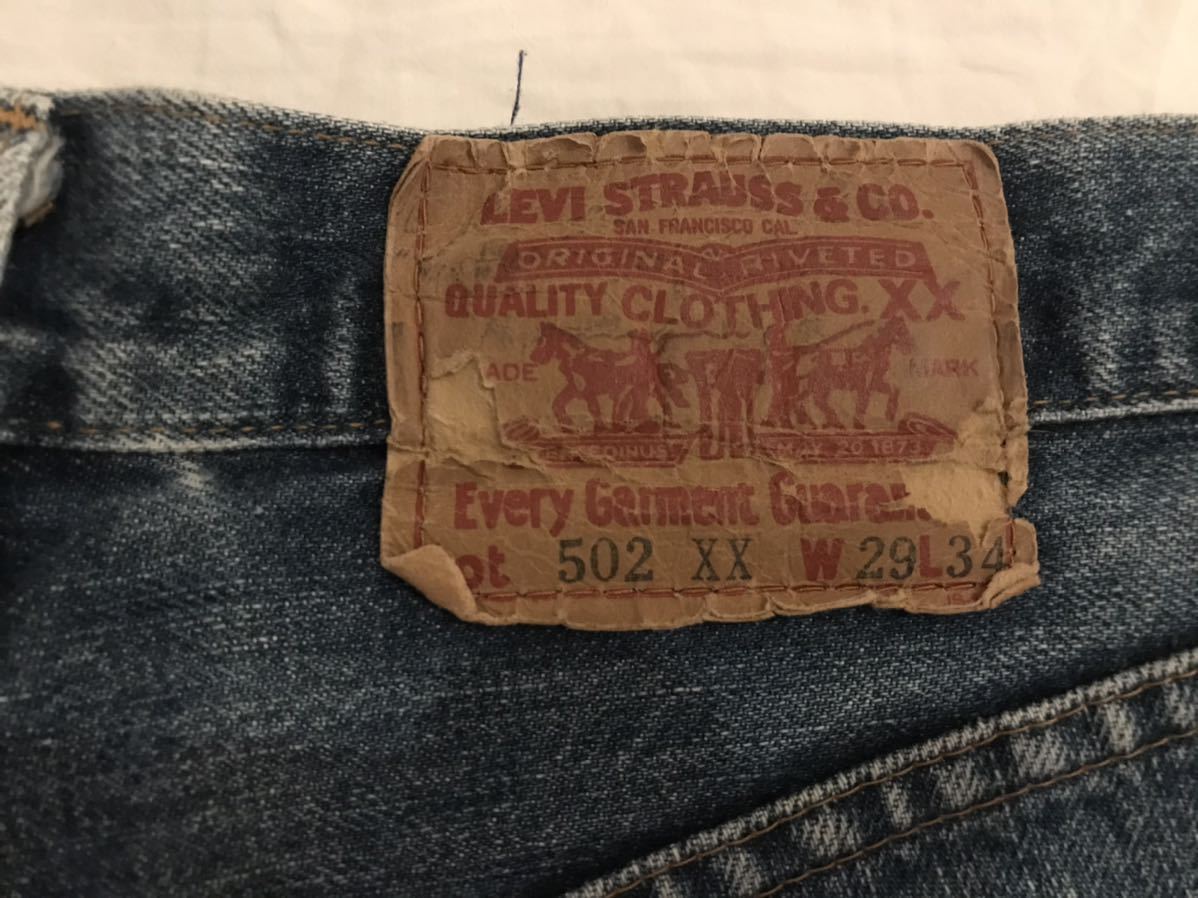 LEVI STRAUSS & CO.
SAN FRANCISCO CAL.
ORIGINAL RIVETED
QUALITY CLOTHING. XX
ADE MARK
MAY 20 1873
Every Garment Guaran
ot 502 XX W 29 L 34